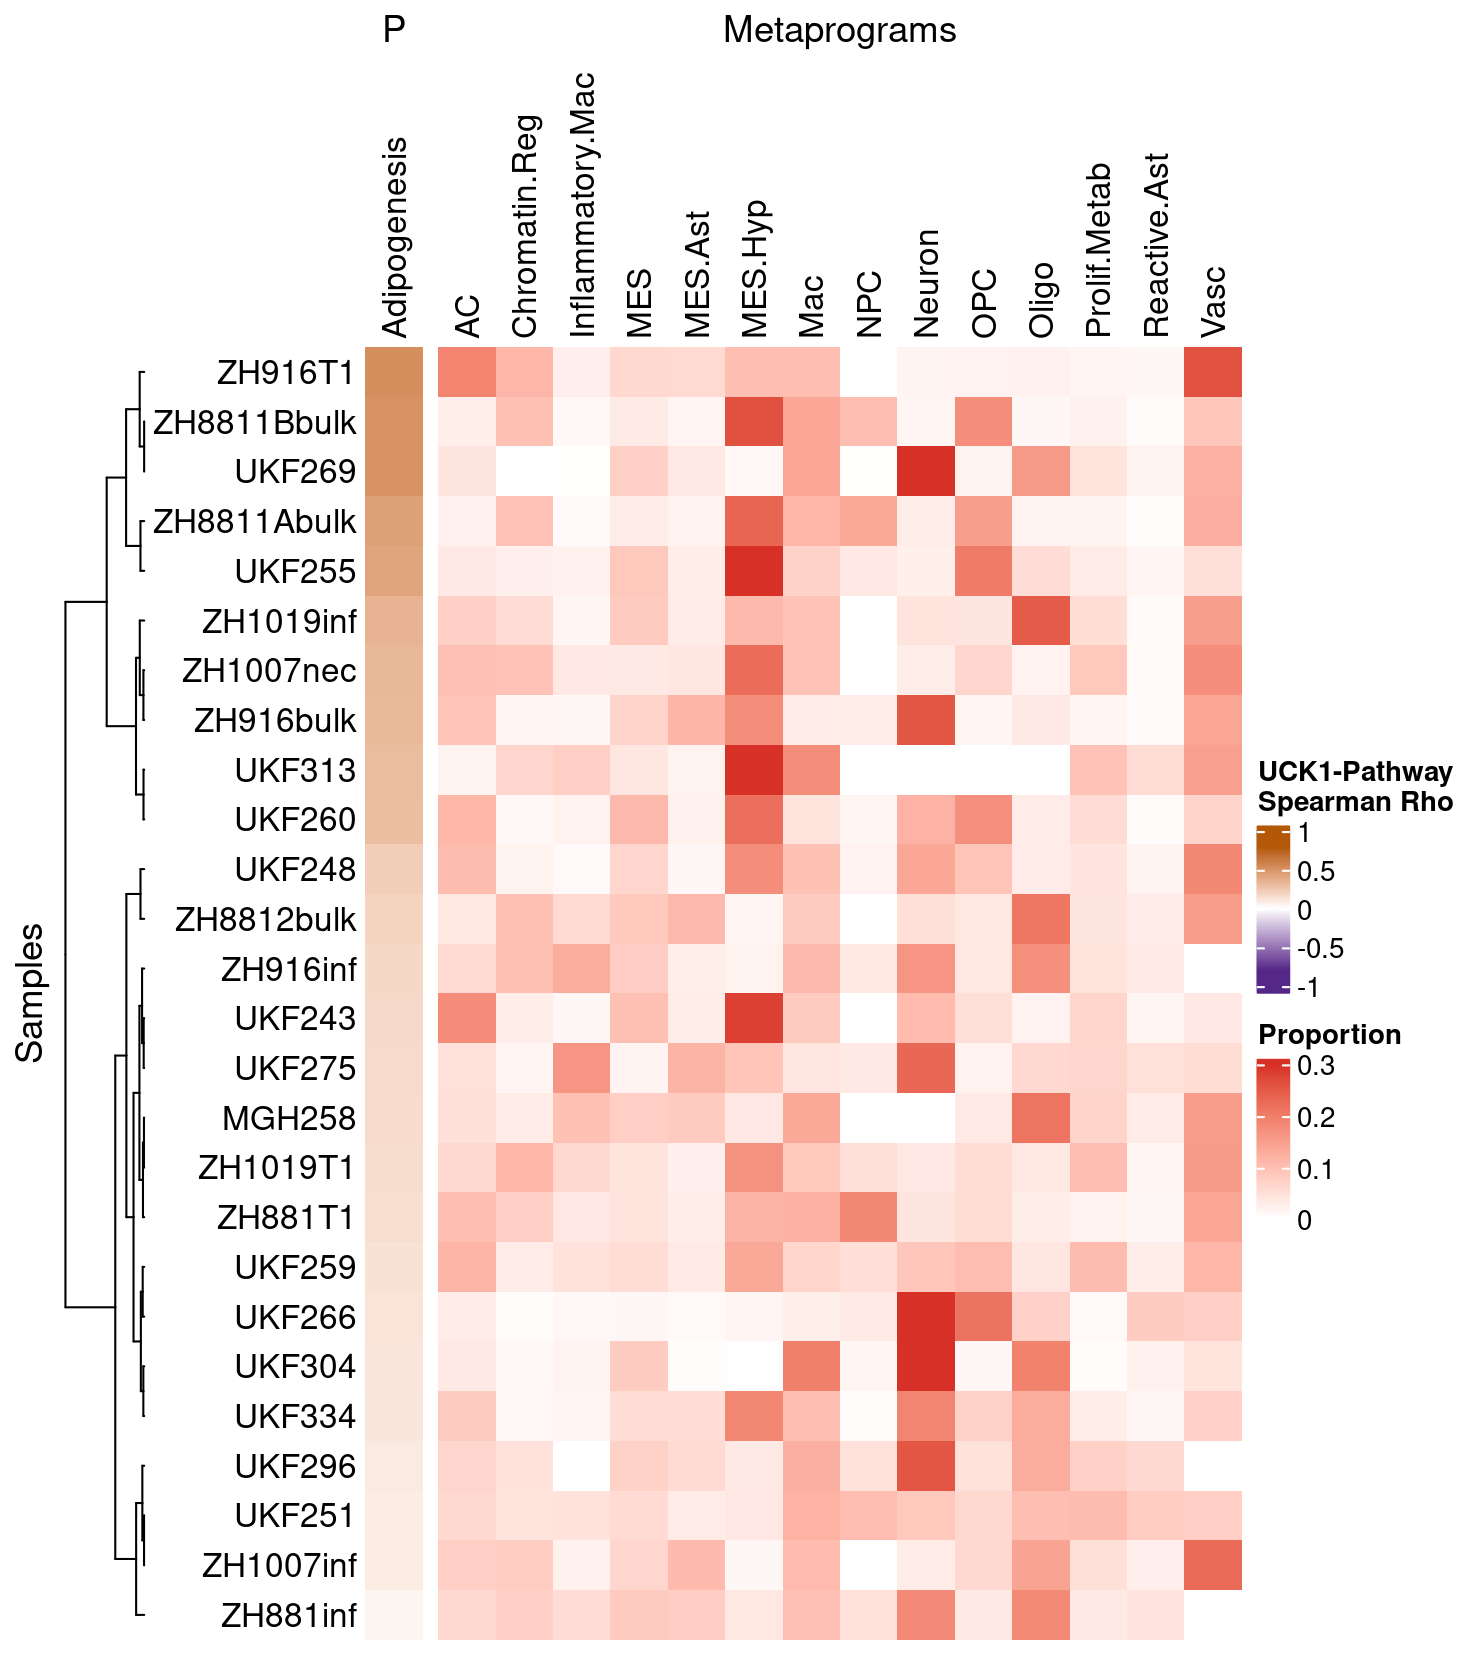 P
Metaprograms
Adipogenesis
AC
Chromatin.Reg
Inflammatory.Mac
MES
MES.Ast
MES.Hyp
Mac
NPC
Neuron
OPC
Oligo
Prolif.Metab
Reactive.Ast
Vasc
Samples
ZH916T1
ZH8811Bbulk
UKF269
ZH8811Abulk
UKF255
ZH1019inf
ZH1007nec
ZH916bulk
UKF313
UKF260
UKF248
ZH8812bulk
ZH916inf
UKF243
UKF275
MGH258
ZH1019T1
ZH881T1
UKF259
UKF266
UKF304
UKF334
UKF296
UKF251
ZH1007inf
ZH881inf
UCK1-Pathway
Spearman Rho
1
0.5
0
-0.5
-1
Proportion
0.3
0.2
0.1
0